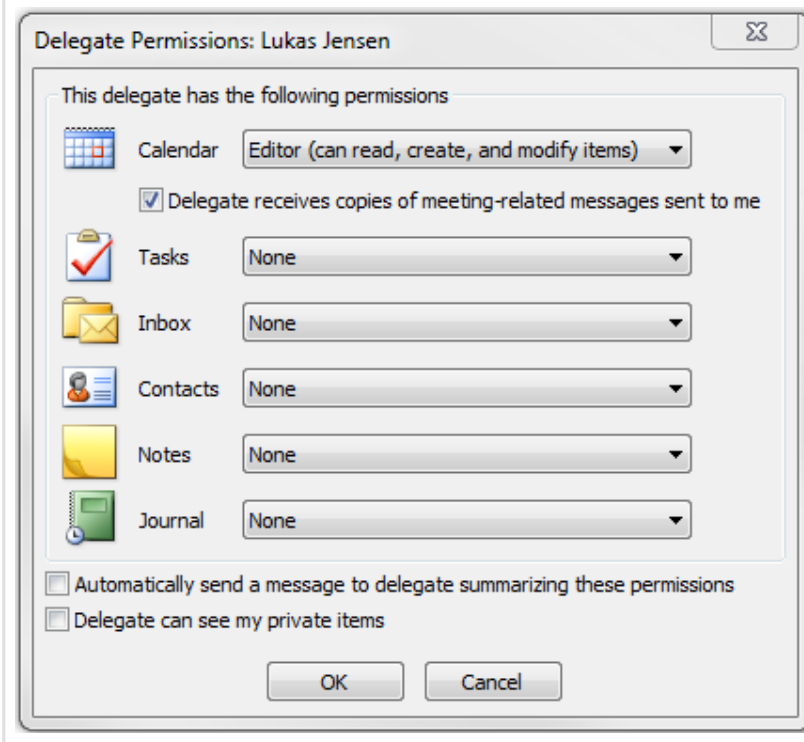 Delegate Permissions: Lukas Jensen
This delegate has the following permissions
Calendar Editor (can read, create, and modify items)
Delegate receives copies of meeting-related messages sent to me
Tasks None
Inbox None
Contacts None
Notes None
Journal None
Automatically send a message to delegate summarizing these permissions
Delegate can see my private items
OK Cancel